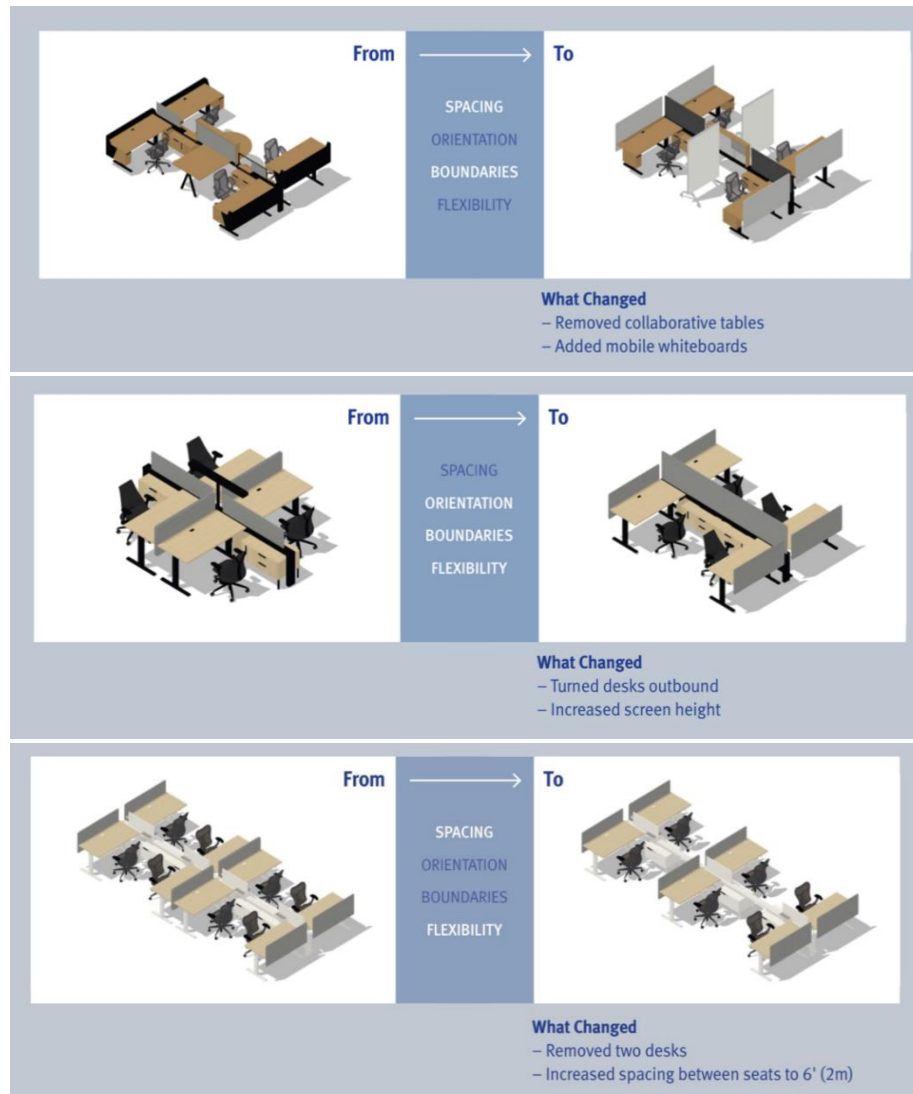 From → To
SPACING
ORIENTATION
BOUNDARIES
FLEXIBILITY
What Changed
– Removed collaborative tables
– Added mobile whiteboards
From → To
SPACING
ORIENTATION
BOUNDARIES
FLEXIBILITY
What Changed
– Turned desks outbound
– Increased screen height
From → To
SPACING
ORIENTATION
BOUNDARIES
FLEXIBILITY
What Changed
– Removed two desks
– Increased spacing between seats to 6' (2m)